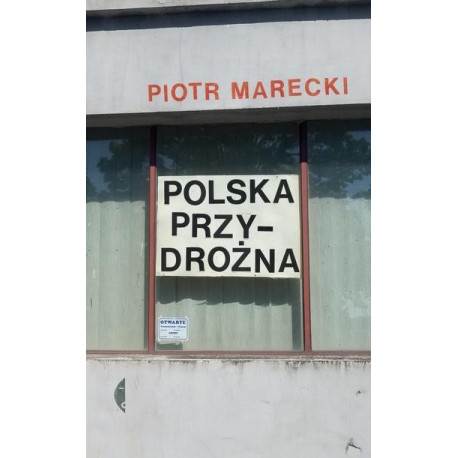 PIOTR MARECKI
POLSKA
PRZY-
DROŻNA
OTWARTE